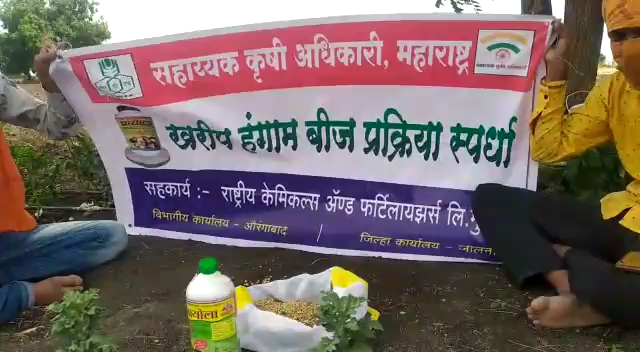 सहाय्यक कृषी अधिकारी, महाराष्ट्र
खरीप हंगाम बीज प्रक्रिया स्पर्धा
सहकार्य :- राष्ट्रीय केमिकल्स ॲण्ड फर्टिलायझर्स लि.मु
विभागीय कार्यालय - औरंगाबाद / जिल्हा कार्यालय - जालना